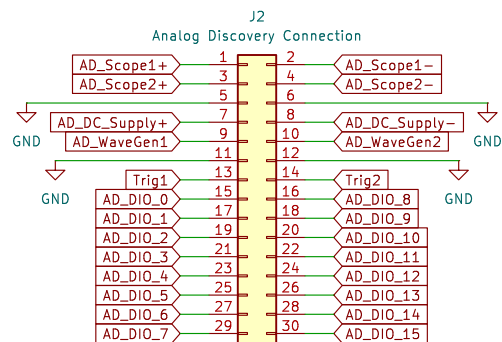 J2
Analog Discovery Connection
AD_Scope1+ 1 2 AD_Scope1-
AD_Scope2+ 3 4 AD_Scope2-
5 6
AD_DC_Supply+ 7 8 AD_DC_Supply-
GND GND
AD_WaveGen1 9 10 AD_WaveGen2
11 12
Trig1 13 14 Trig2
GND AD_DIO_0 15 16 AD_DIO_8 GND
AD_DIO_1 17 18 AD_DIO_9
AD_DIO_2 19 20 AD_DIO_10
AD_DIO_3 21 22 AD_DIO_11
AD_DIO_4 23 24 AD_DIO_12
AD_DIO_5 25 26 AD_DIO_13
AD_DIO_6 27 28 AD_DIO_14
AD_DIO_7 29 30 AD_DIO_15